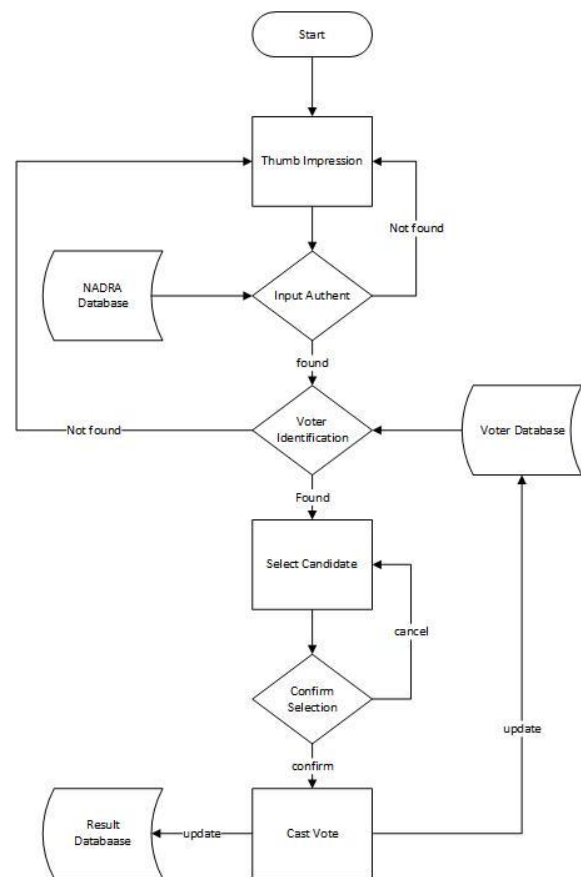 Start
Thumb Impression
Not found
NADRA
Database
Input Authent
found
Not found
Voter
Identification
Voter Database
Found
Select Candidate
cancel
Confirm
Selection
update
confirm
Result
Databaase
update
Cast Vote